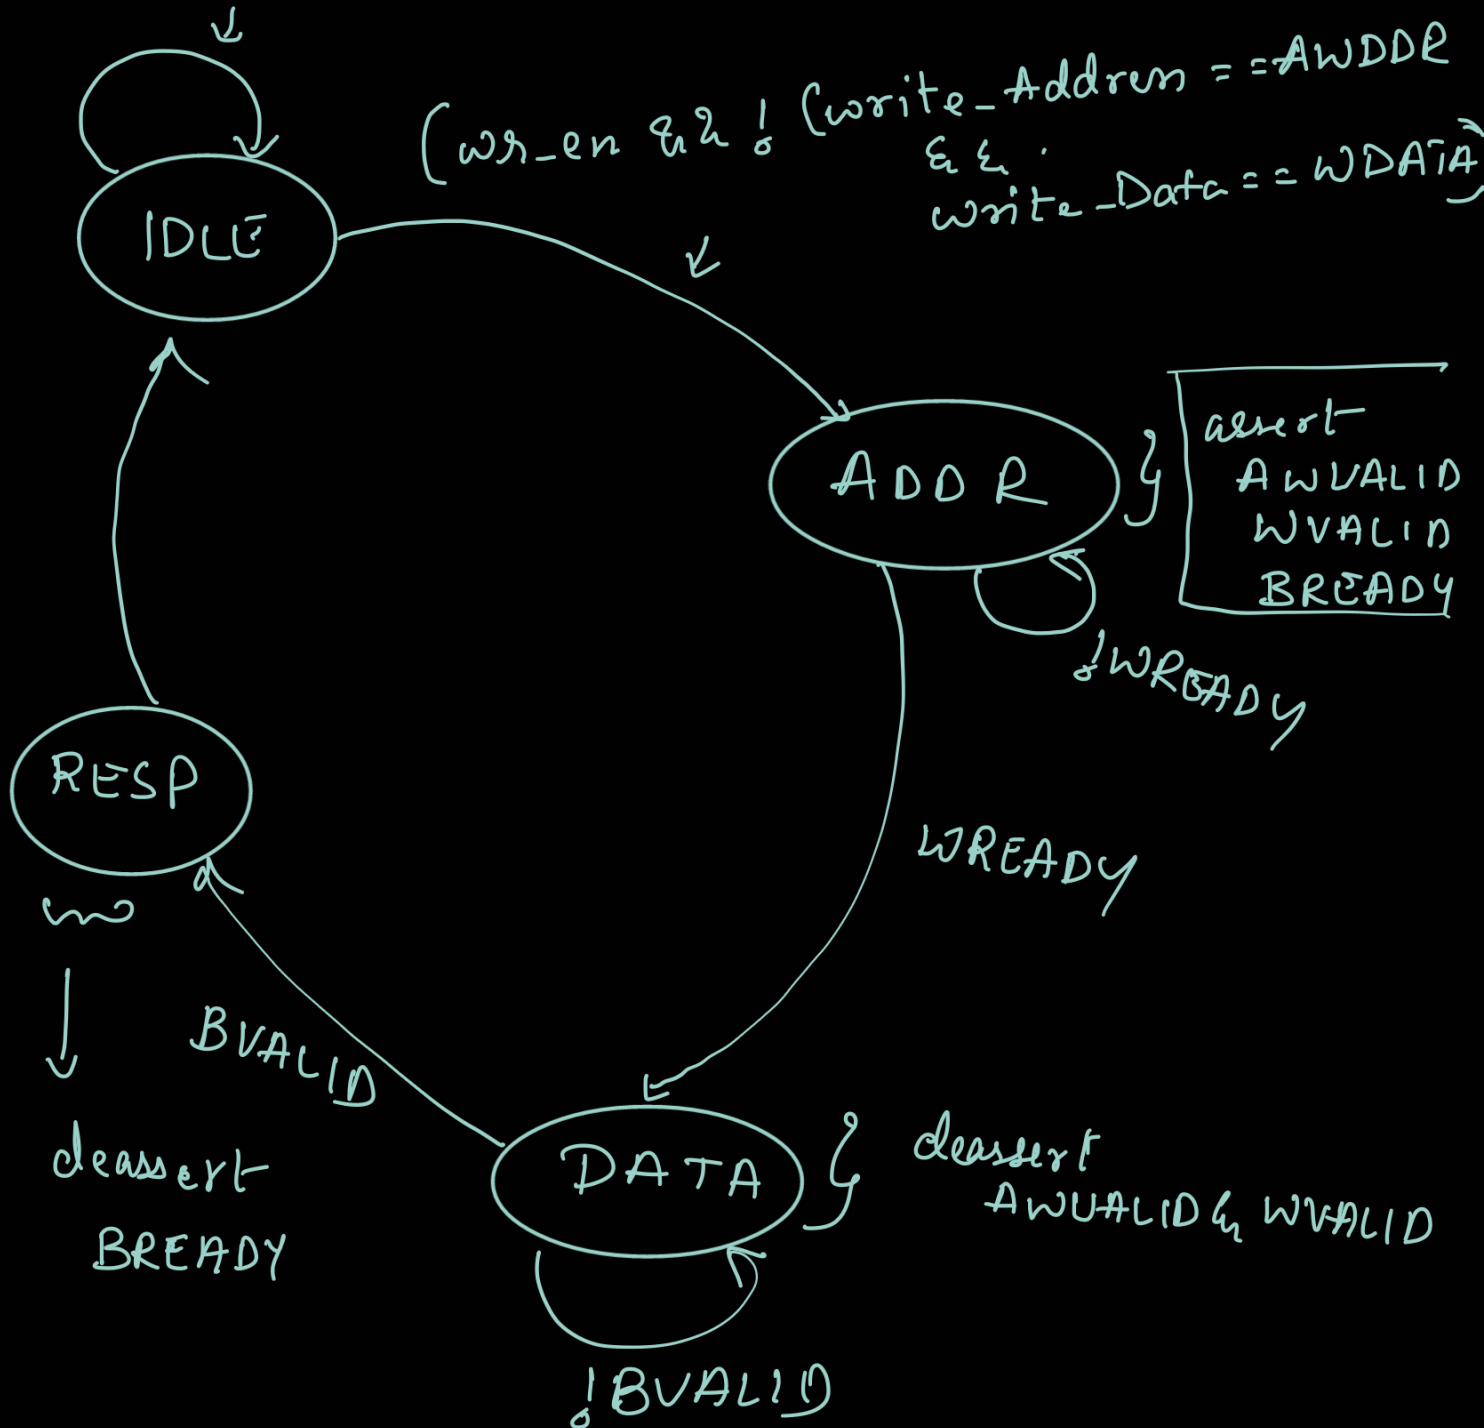 (wr_en && ! (write_Address == AWDDR
&&
write_Data == WDATA)
IDLE
ADDR
assert
AWVALID
WVALID
BREADY
!WREADY
RESP
WREADY
BVALID
DATA
deassert
AWVALID & WVALID
deassert
BREADY
!BVALID